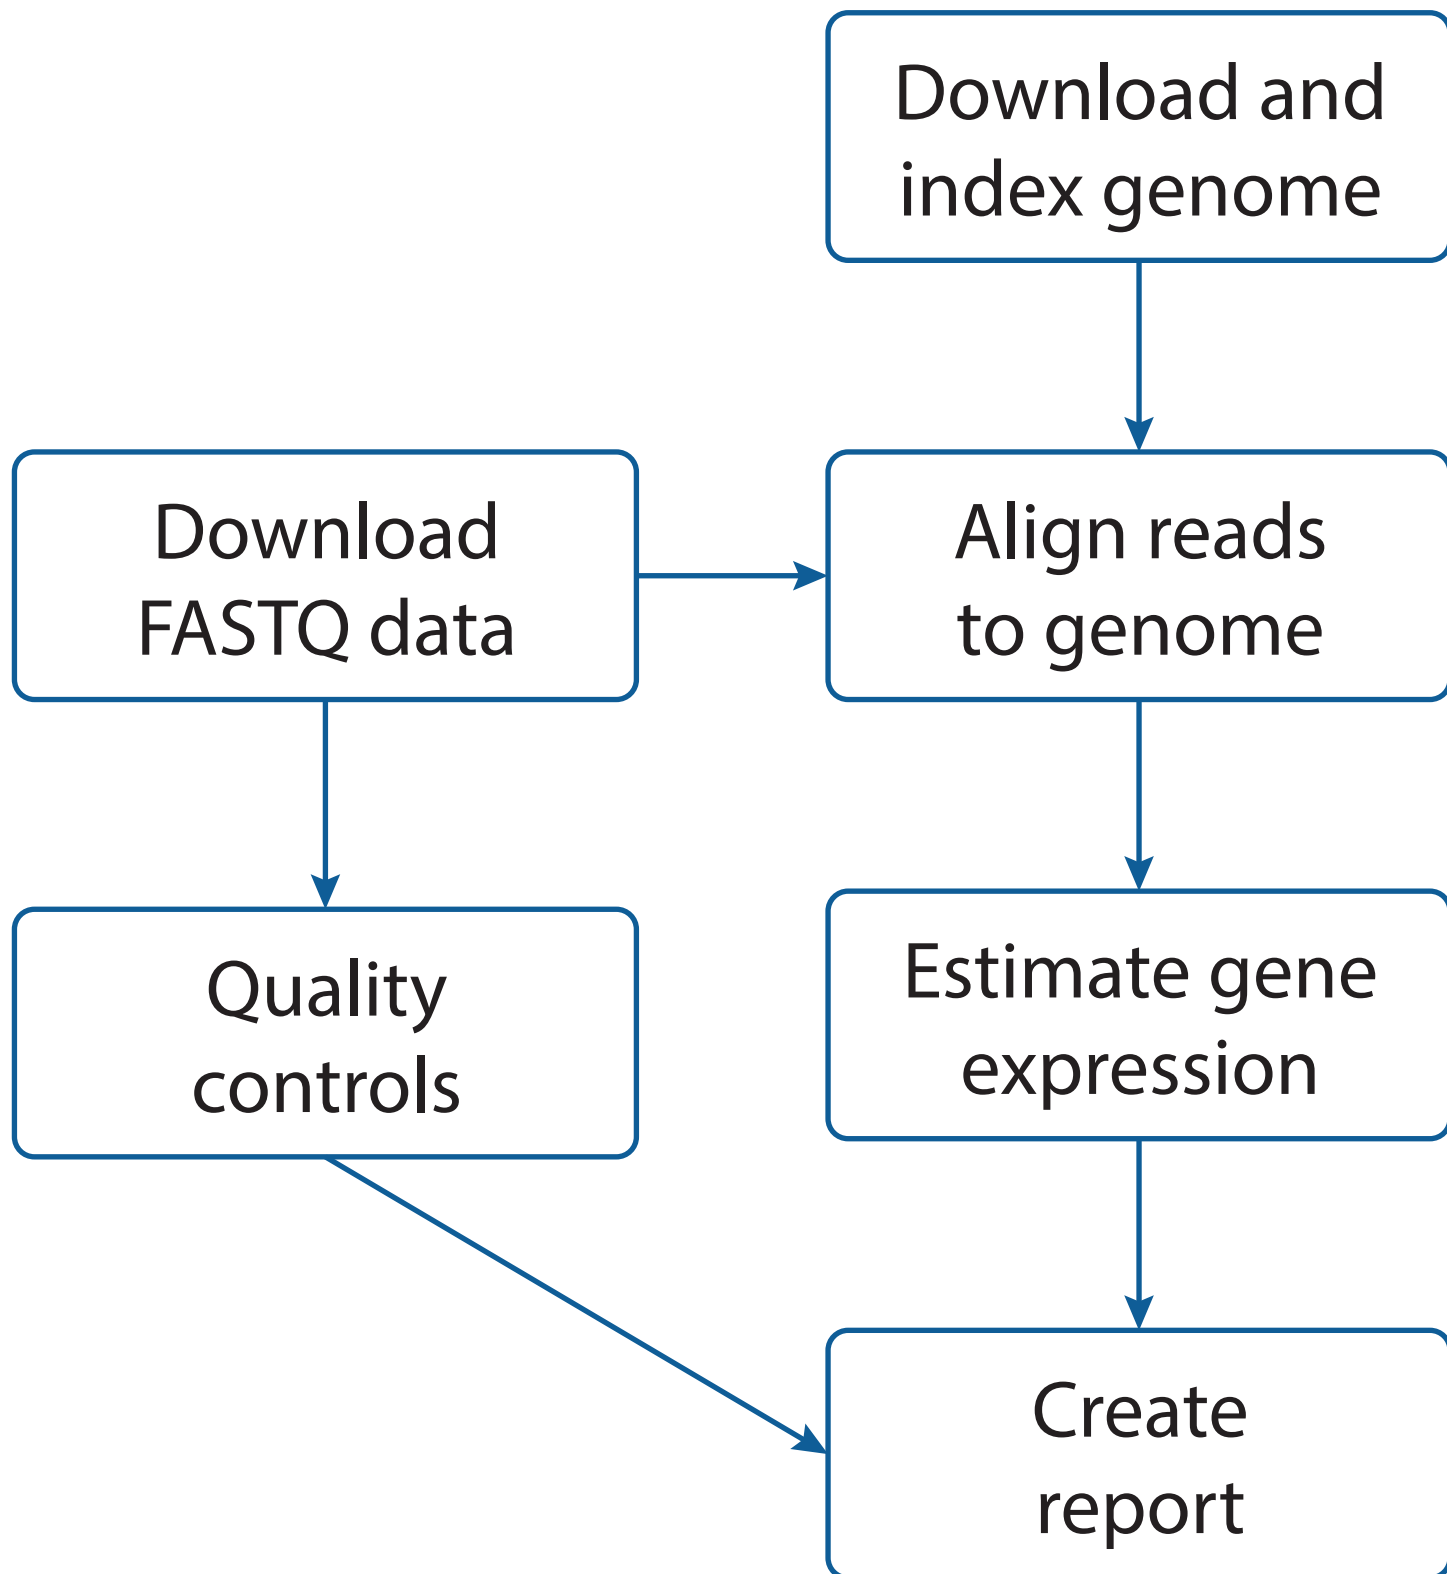 Download and
index genome
Download
FASTQ data
Align reads
to genome
Quality
controls
Estimate gene
expression
Create
report